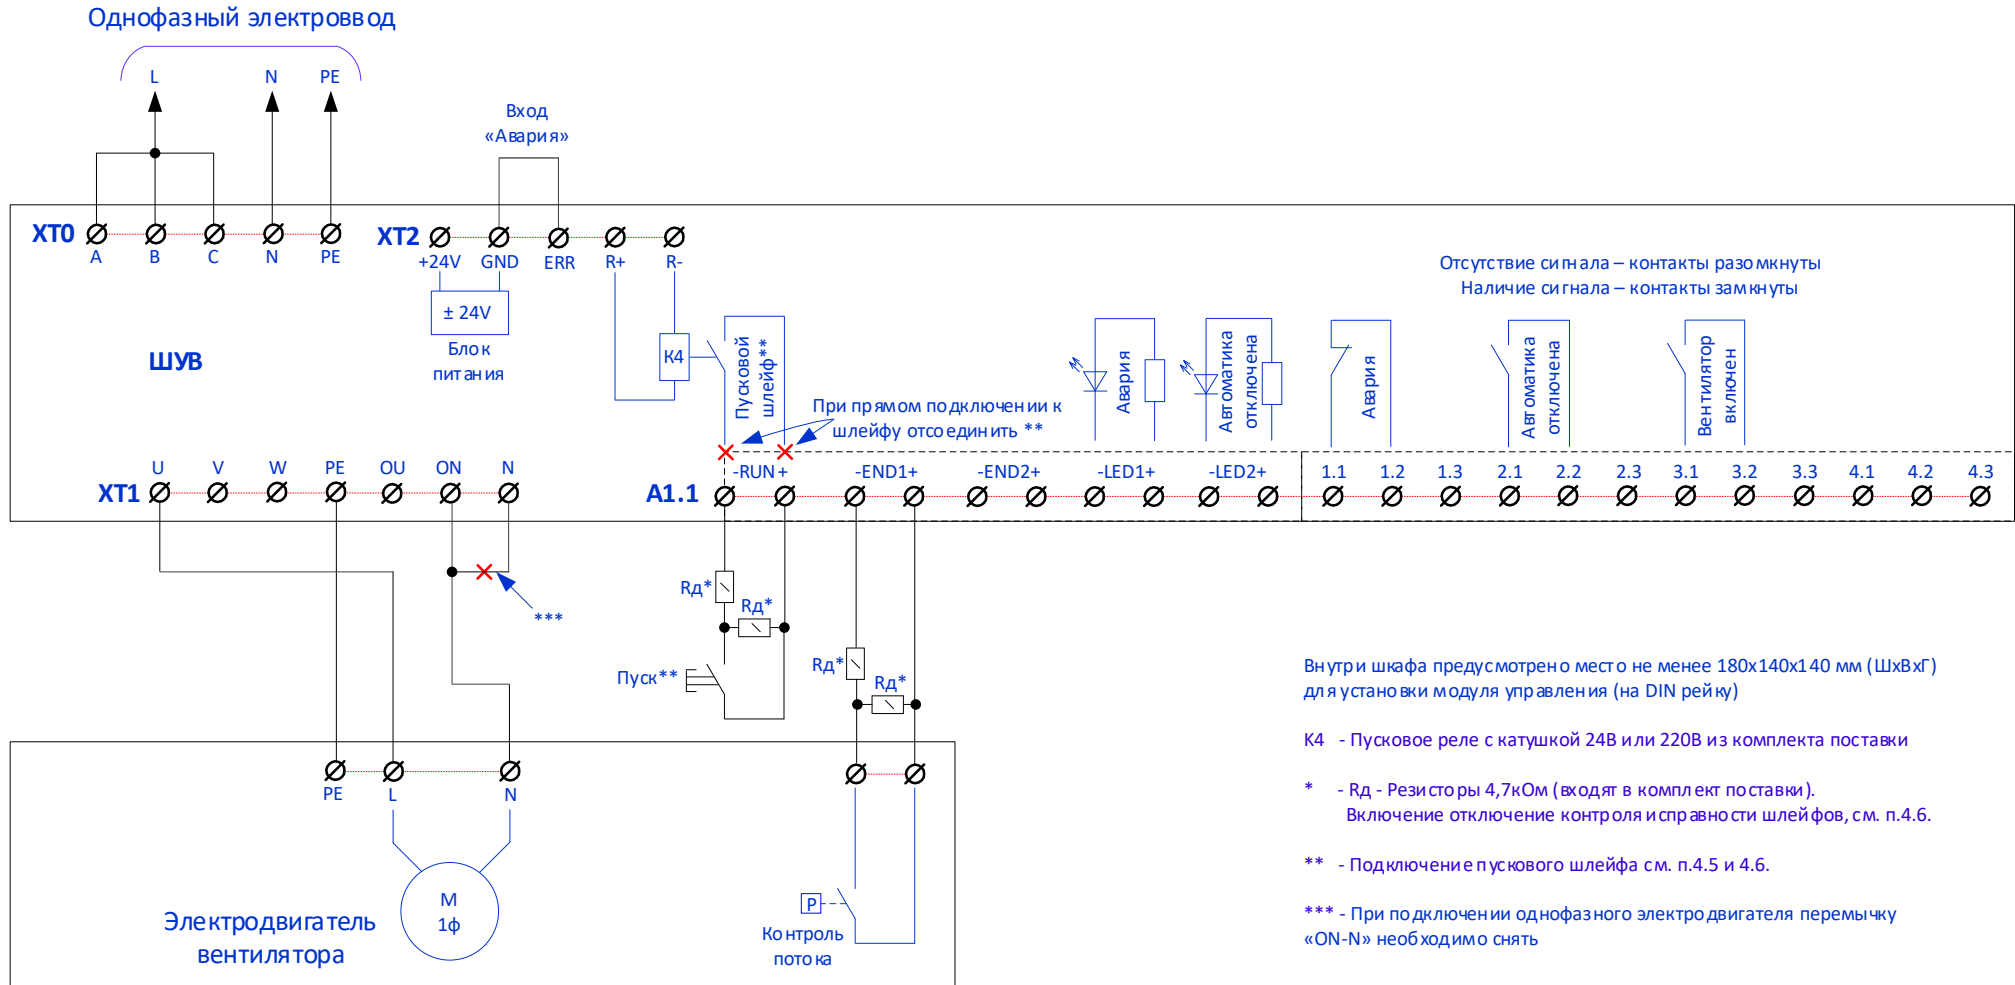 Однофазный электроввод
L N PE
Вход
«Авария»
XT0
A B C N PE
XT2
+24V GND ERR R+ R-
± 24V
Блок
питания
ШУВ
K4
Пусковой
шлейф**
При прямом подключении к
шлейфу отсоединить **
Авария
Автоматика
отключена
Отсутствие сигнала – контакты разомкнуты
Наличие сигнала – контакты замкнуты
Авария
Автоматика
отключена
Вентилятор
включен
XT1
U V W PE OU ON N
A1.1
-RUN+ -END1+ -END2+ -LED1+ -LED2+ 1.1 1.2 1.3 2.1 2.2 2.3 3.1 3.2 3.3 4.1 4.2 4.3
***
Rд*
Rд*
Пуск**
Rд*
Rд*
PE L N
M
1ф
Электродвигатель
вентилятора
P
Контроль
потока
Внутри шкафа предусмотрено место не менее 180х140х140 мм (ШхВхГ)
для установки модуля управления (на DIN рейку)
K4 - Пусковое реле с катушкой 24В или 220В из комплекта поставки
* - Rд - Резисторы 4,7кОм (входят в комплект поставки).
Включение отключение контроля исправности шлейфов, см. п.4.6.
** - Подключение пускового шлейфа см. п.4.5 и 4.6.
*** - При подключении однофазного электродвигателя перемычку
«ON-N» необходимо снять